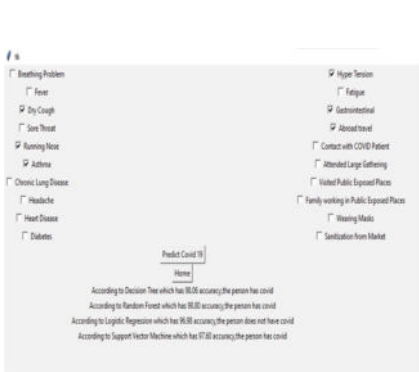 tk
Breathing Problem
Fever
Dry Cough
Sore Throat
Running Nose
Asthma
Chronic Lung Disease
Headache
Heart Disease
Diabetes
Hyper Tension
Fatigue
Gastrointestinal
Abroad travel
Contact with COVID Patient
Attended Large Gathering
Visited Public Exposed Places
Family working in Public Exposed Places
Wearing Masks
Sanitization from Market
Predict Covid 19
Home
According to Decision Tree which has 98.06 accuracy,the person has covid
According to Random Forest which has 98.80 accuracy,the person has covid
According to Logistic Regression which has 96.98 accuracy,the person does not have covid
According to Support Vector Machine which has 97.60 accuracy,the person has covid